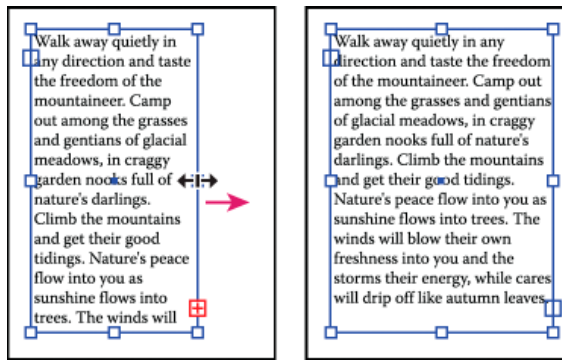 Walk away quietly in
any direction and taste
the freedom of the
mountaineer. Camp
out among the grasses
and gentians of glacial
meadows, in craggy
garden nooks full of
nature's darlings.
Climb the mountains
and get their good
tidings. Nature's peace
flow into you as
sunshine flows into
trees. The winds will
Walk away quietly in any
direction and taste the freedom
of the mountaineer. Camp out
among the grasses and gentians
of glacial meadows, in craggy
garden nooks full of nature's
darlings. Climb the mountains
and get their good tidings.
Nature's peace flow into you as
sunshine flows into trees. The
winds will blow their own
freshness into you and the
storms their energy, while cares
will drip off like autumn leaves.